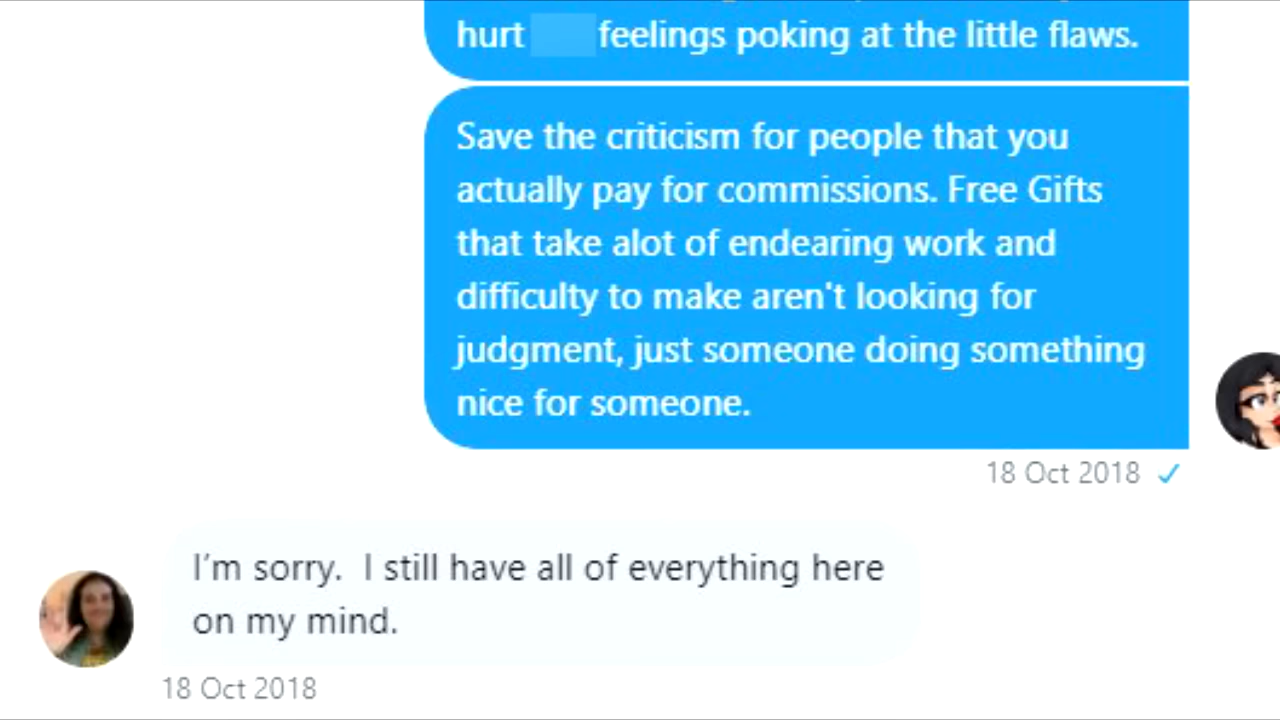 hurt feelings poking at the little flaws.
Save the criticism for people that you
actually pay for commissions. Free Gifts
that take alot of endearing work and
difficulty to make aren't looking for
judgment, just someone doing something
nice for someone.
18 Oct 2018
I'm sorry. I still have all of everything here
on my mind.
18 Oct 2018